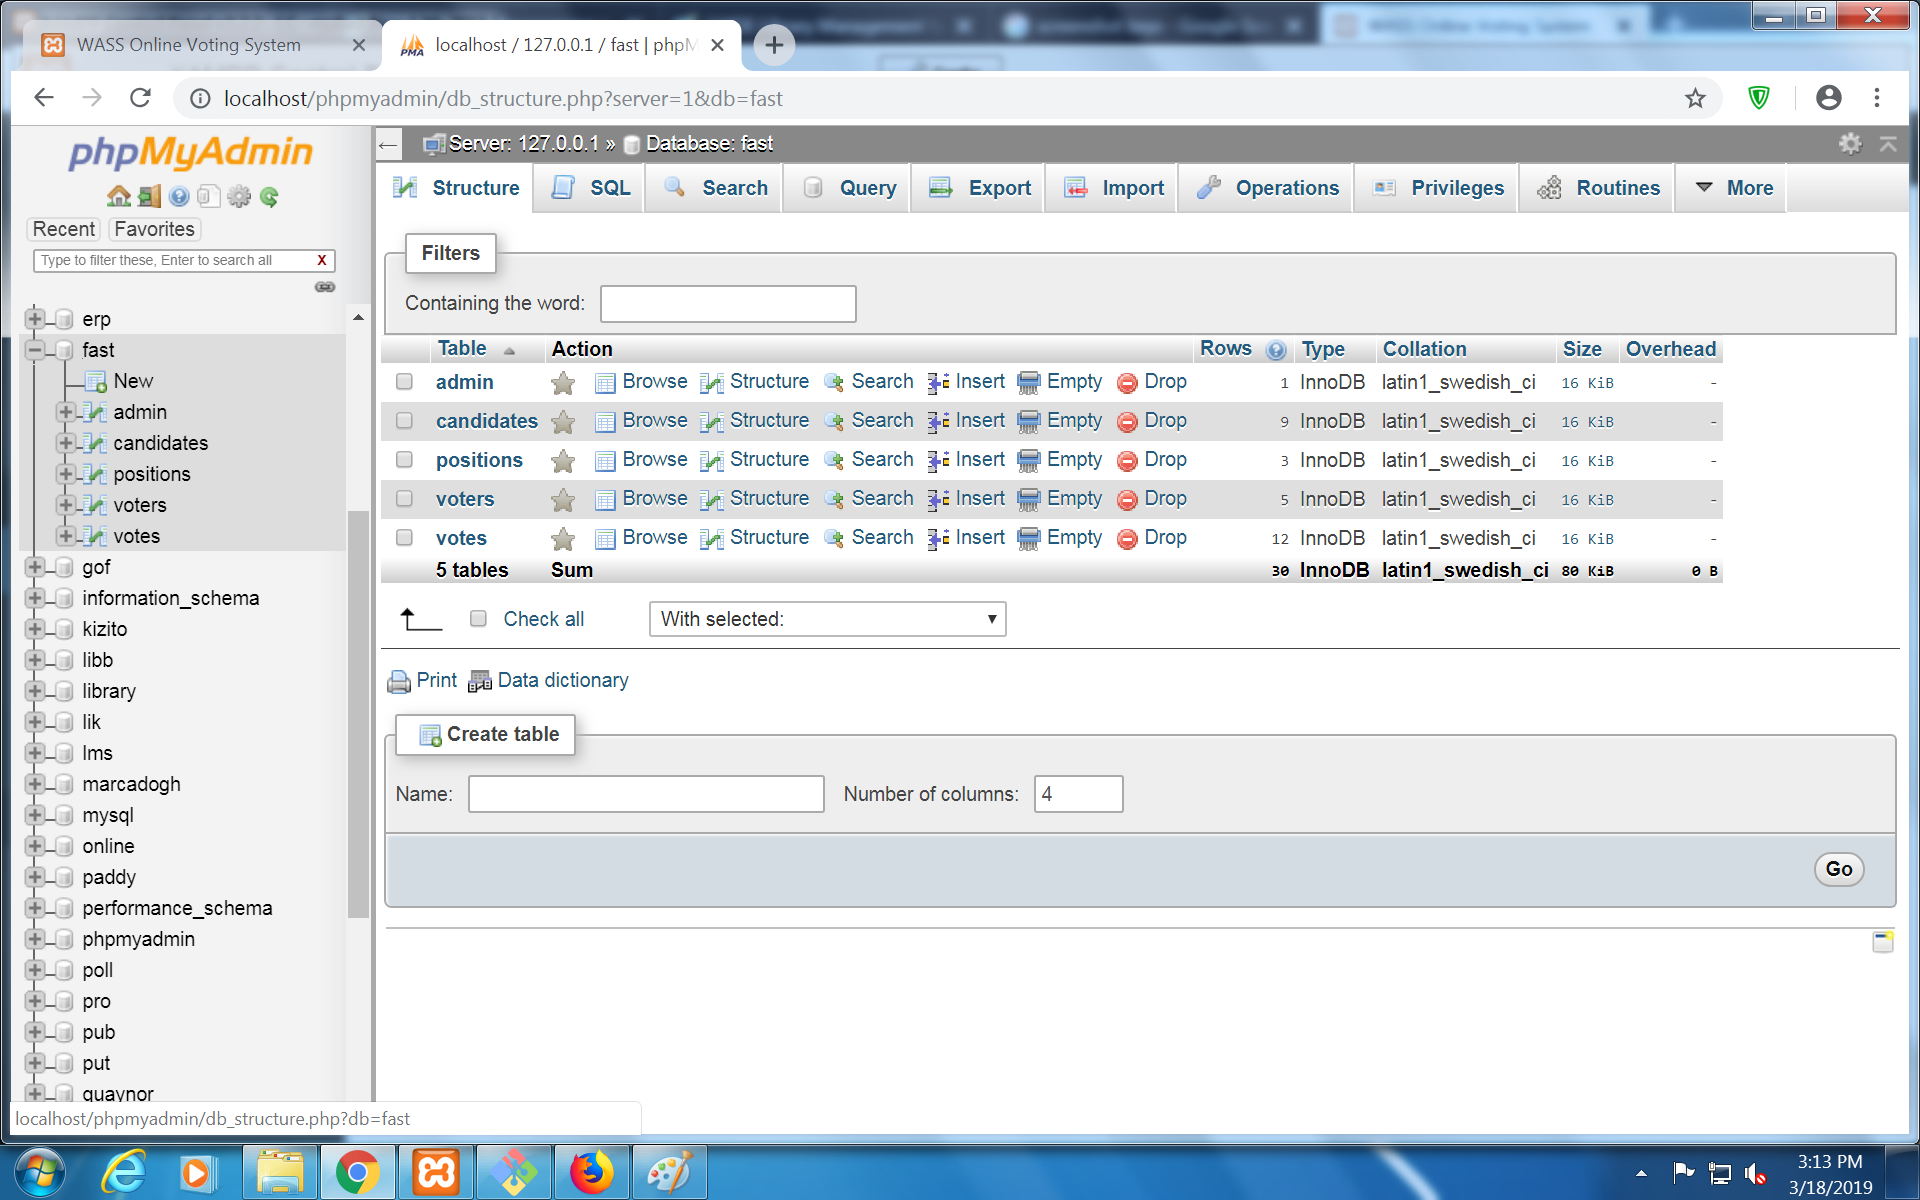 WASS Online Voting System
localhost / 127.0.0.1 / fast | phpM
localhost/phpmyadmin/db_structure.php?server=1&db=fast
phpMyAdmin
Recent Favorites
Type to filter these, Enter to search all X
erp
fast
New
admin
candidates
positions
voters
votes
gof
information_schema
kizito
libb
library
lik
lms
marcadogh
mysql
online
paddy
performance_schema
phpmyadmin
poll
pro
pub
put
quaynor
Server: 127.0.0.1 » Database: fast
Structure SQL Search Query Export Import Operations Privileges Routines More
Filters
Containing the word:
Table Action Rows Type Collation Size Overhead
admin Browse Structure Search Insert Empty Drop 1 InnoDB latin1_swedish_ci 16 KiB -
candidates Browse Structure Search Insert Empty Drop 9 InnoDB latin1_swedish_ci 16 KiB -
positions Browse Structure Search Insert Empty Drop 3 InnoDB latin1_swedish_ci 16 KiB -
voters Browse Structure Search Insert Empty Drop 5 InnoDB latin1_swedish_ci 16 KiB -
votes Browse Structure Search Insert Empty Drop 12 InnoDB latin1_swedish_ci 16 KiB -
5 tables Sum 30 InnoDB latin1_swedish_ci 80 KiB 0 B
Check all With selected:
Print Data dictionary
Create table
Name: Number of columns: 4
Go
localhost/phpmyadmin/db_structure.php?db=fast
3:13 PM
3/18/2019